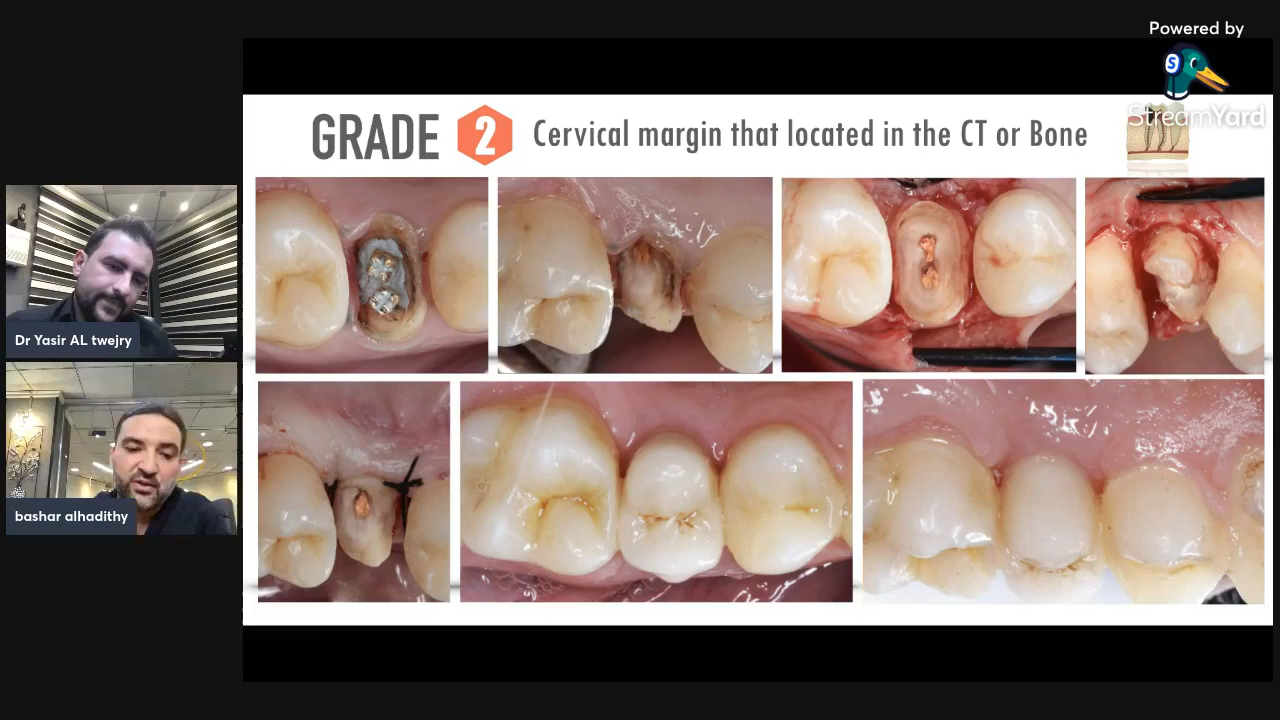 Powered by
S
StreamYard
GRADE 2 Cervical margin that located in the CT or Bone
Dr Yasir AL twejry
bashar alhadithy